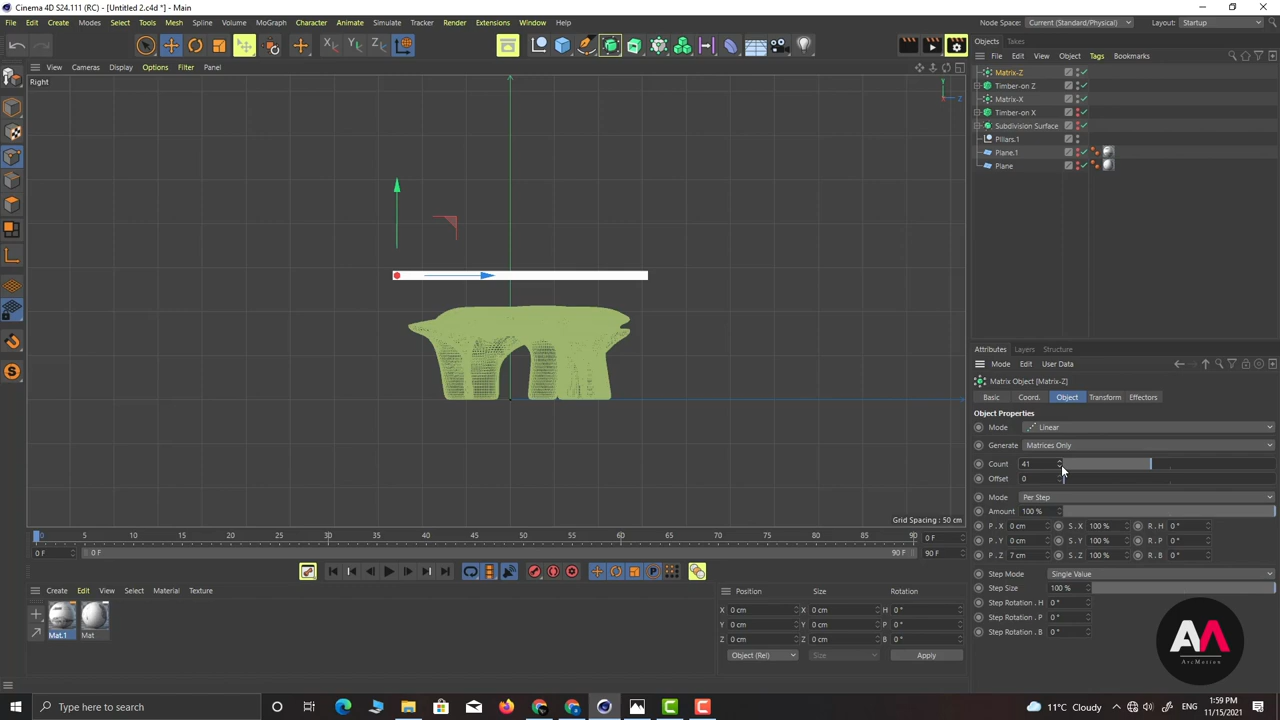 Cinema 4D S24.111 (RC) - [Untitled 2.c4d *] - Main
File Edit Create Modes Select Tools Mesh Spline Volume MoGraph Character Animate Simulate Tracker Render Extensions Window Help
Node Space: Current (Standard/Physical) Layout: Startup
Objects Takes
View Cameras Display Options Filter Panel
File Edit View Object Tags Bookmarks
Right
Matrix-Z
Timber-on Z
Matrix-X
Timber-on X
Subdivision Surface
Pillars.1
Plane.1
Plane
Y
Z
Attributes Layers Structure
Mode Edit User Data
Matrix Object [Matrix-Z]
Basic Coord. Object Transform Effectors
Object Properties
Mode Linear
Generate Matrices Only
Count 41
Offset 0
Mode Per Step
Amount 100 %
P . X 0 cm S . X 100 % R . H 0 °
P . Y 0 cm S . Y 100 % R . P 0 °
P . Z 7 cm S . Z 100 % R . B 0 °
Step Mode Single Value
Step Size 100 %
Step Rotation . H 0 °
Step Rotation . P 0 °
Step Rotation . B 0 °
Grid Spacing : 50 cm
0 5 10 15 20 25 30 35 40 45 50 55 60 65 70 75 80 85 90 0 F
0 F 0 F 90 F 90 F
Create Edit View Select Material Texture
Mat.1 Mat
Position Size Rotation
X 0 cm X 0 cm H 0 °
Y 0 cm Y 0 cm P 0 °
Z 0 cm Z 0 cm B 0 °
Object (Rel) Size Apply
AM
ArcMotion
Type here to search
11°C Cloudy
1:59 PM
11/15/2021